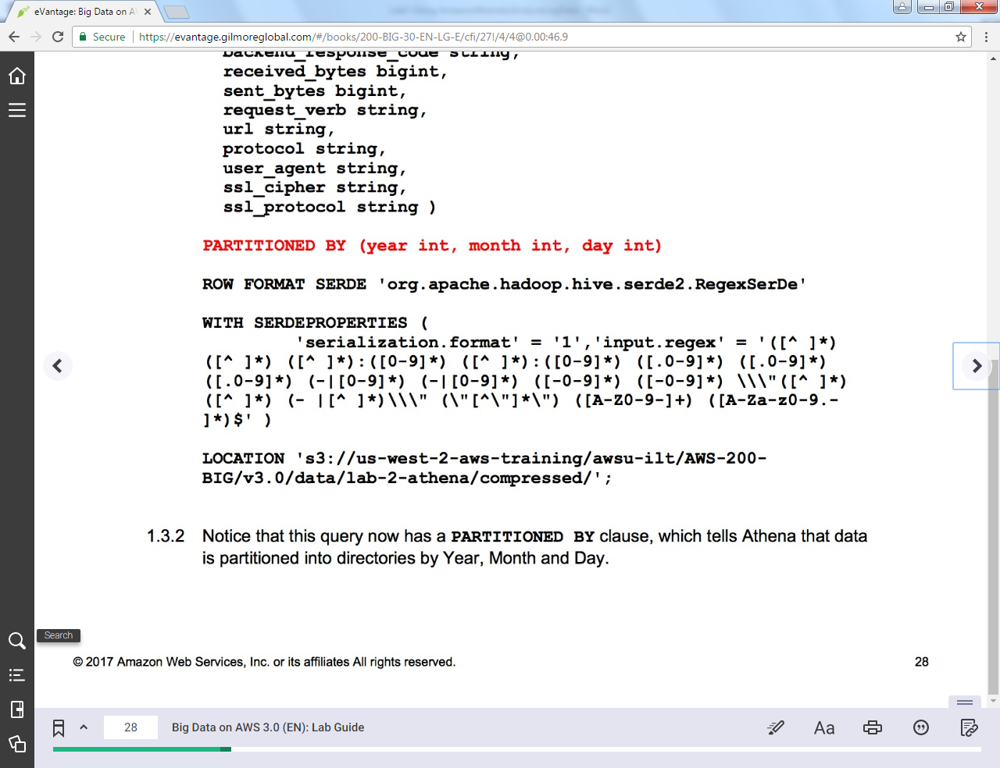 eVantage: Big Data on A
Secure
https://evantage.gilmoreglobal.com/#/books/200-BIG-30-EN-LG-E/cfi/27!/4/4@0.00:46.9
backend_response_code string,
received_bytes bigint,
sent_bytes bigint,
request_verb string,
url string,
protocol string,
user_agent string,
ssl_cipher string,
ssl_protocol string )
PARTITIONED BY (year int, month int, day int)
ROW FORMAT SERDE 'org.apache.hadoop.hive.serde2.RegexSerDe'
WITH SERDEPROPERTIES (
'serialization.format' = '1','input.regex' = '([^ ]*)
([^ ]*) ([^ ]*):([0-9]*) ([^ ]*):([0-9]*) ([.0-9]*) ([.0-9]*)
([.0-9]*) (-|[0-9]*) (-|[0-9]*) ([-0-9]*) ([-0-9]*) \\\"([^ ]*)
([^ ]*) (- |[^ ]*)\\\" (\"[^\"]*\") ([A-Z0-9-]+) ([A-Za-z0-9.-
]*)$' )
LOCATION 's3://us-west-2-aws-training/awsu-ilt/AWS-200-
BIG/v3.0/data/lab-2-athena/compressed/';
1.3.2 Notice that this query now has a PARTITIONED BY clause, which tells Athena that data
is partitioned into directories by Year, Month and Day.
Search
© 2017 Amazon Web Services, Inc. or its affiliates All rights reserved.
28
28
Big Data on AWS 3.0 (EN): Lab Guide
Aa